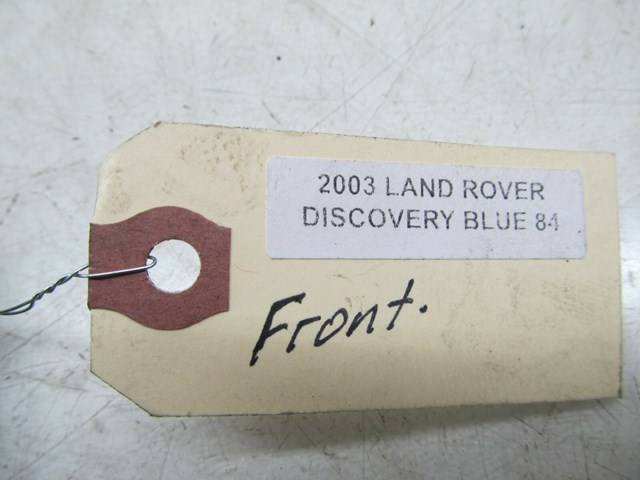 2003 LAND ROVER
DISCOVERY BLUE 84
Front.